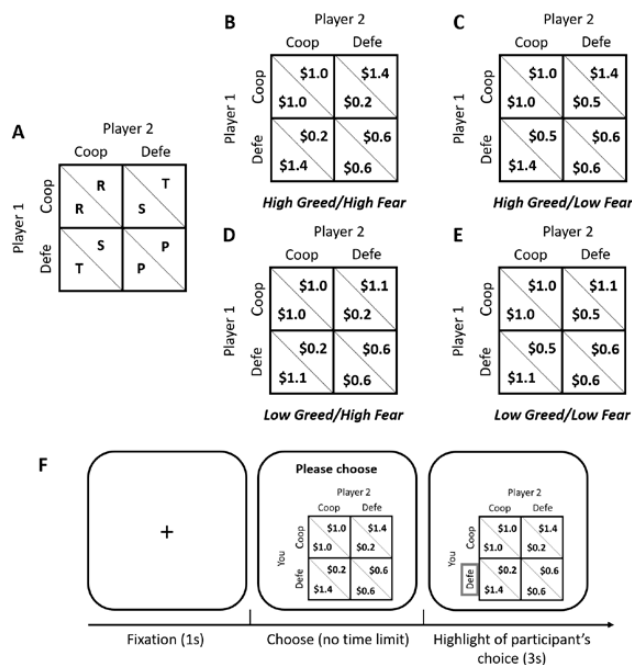 A
Player 2
Coop Defe
Player 1
Coop
R T
R S
Defe
S P
T P
B
Player 2
Coop Defe
Player 1
Coop
$1.0 $1.4
$1.0 $0.2
Defe
$0.2 $0.6
$1.4 $0.6
High Greed/High Fear
C
Player 2
Coop Defe
Player 1
Coop
$1.0 $1.4
$1.0 $0.5
Defe
$0.5 $0.6
$1.4 $0.6
High Greed/Low Fear
D
Player 2
Coop Defe
Player 1
Coop
$1.0 $1.1
$1.0 $0.2
Defe
$0.2 $0.6
$1.1 $0.6
Low Greed/High Fear
E
Player 2
Coop Defe
Player 1
Coop
$1.0 $1.1
$1.0 $0.5
Defe
$0.5 $0.6
$1.1 $0.6
Low Greed/Low Fear
F
+
Fixation (1s)
Please choose
Player 2
Coop Defe
You
Coop
$1.0 $1.4
$1.0 $0.2
Defe
$0.2 $0.6
$1.4 $0.6
Choose (no time limit)
Player 2
Coop Defe
You
Coop
$1.0 $1.4
$1.0 $0.2
Defe
$0.2 $0.6
$1.4 $0.6
Highlight of participant's
choice (3s)